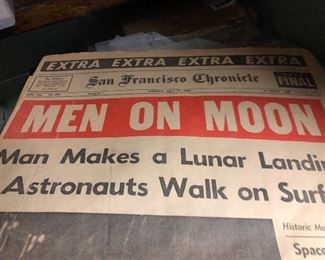 EXTRA EXTRA EXTRA EXTRA
San Francisco Chronicle
FINAL
MEN ON MOON
Man Makes a Lunar Landin
Astronauts Walk on Surf
Historic Mo
Space